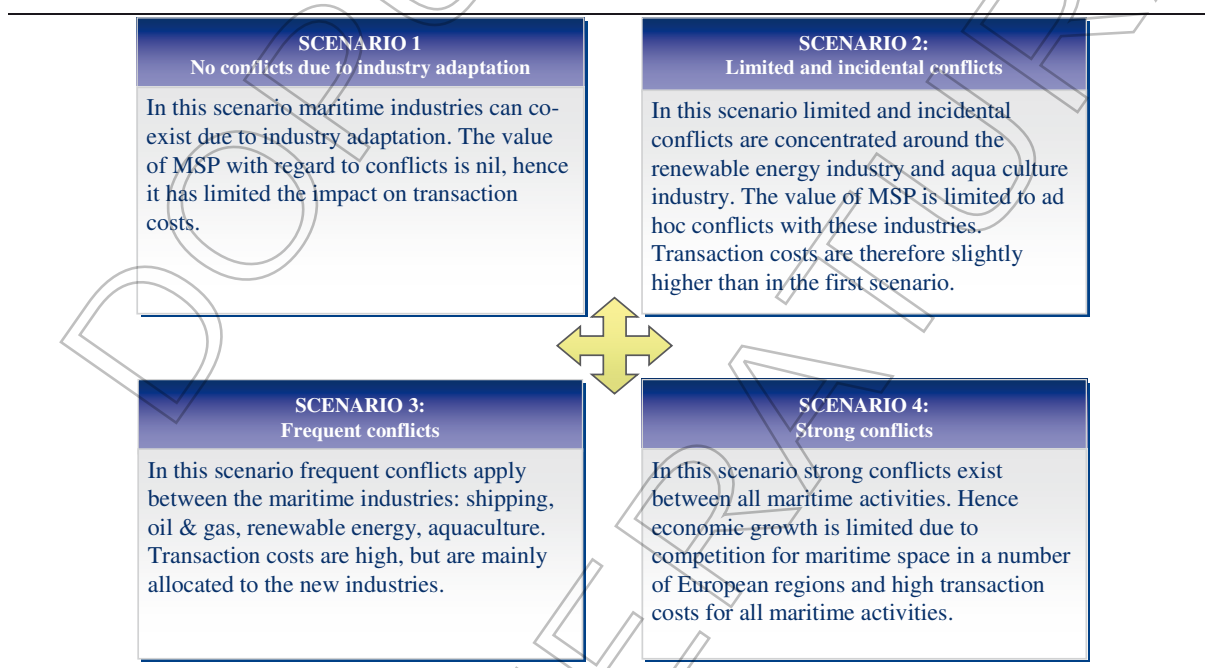 SCENARIO 1
No conflicts due to industry adaptation
In this scenario maritime industries can co-
exist due to industry adaptation. The value
of MSP with regard to conflicts is nil, hence
it has limited the impact on transaction
costs.
SCENARIO 2:
Limited and incidental conflicts
In this scenario limited and incidental
conflicts are concentrated around the
renewable energy industry and aqua culture
industry. The value of MSP is limited to ad
hoc conflicts with these industries.
Transaction costs are therefore slightly
higher than in the first scenario.
SCENARIO 3:
Frequent conflicts
In this scenario frequent conflicts apply
between the maritime industries: shipping,
oil & gas, renewable energy, aquaculture.
Transaction costs are high, but are mainly
allocated to the new industries.
SCENARIO 4:
Strong conflicts
In this scenario strong conflicts exist
between all maritime activities. Hence
economic growth is limited due to
competition for maritime space in a number
of European regions and high transaction
costs for all maritime activities.